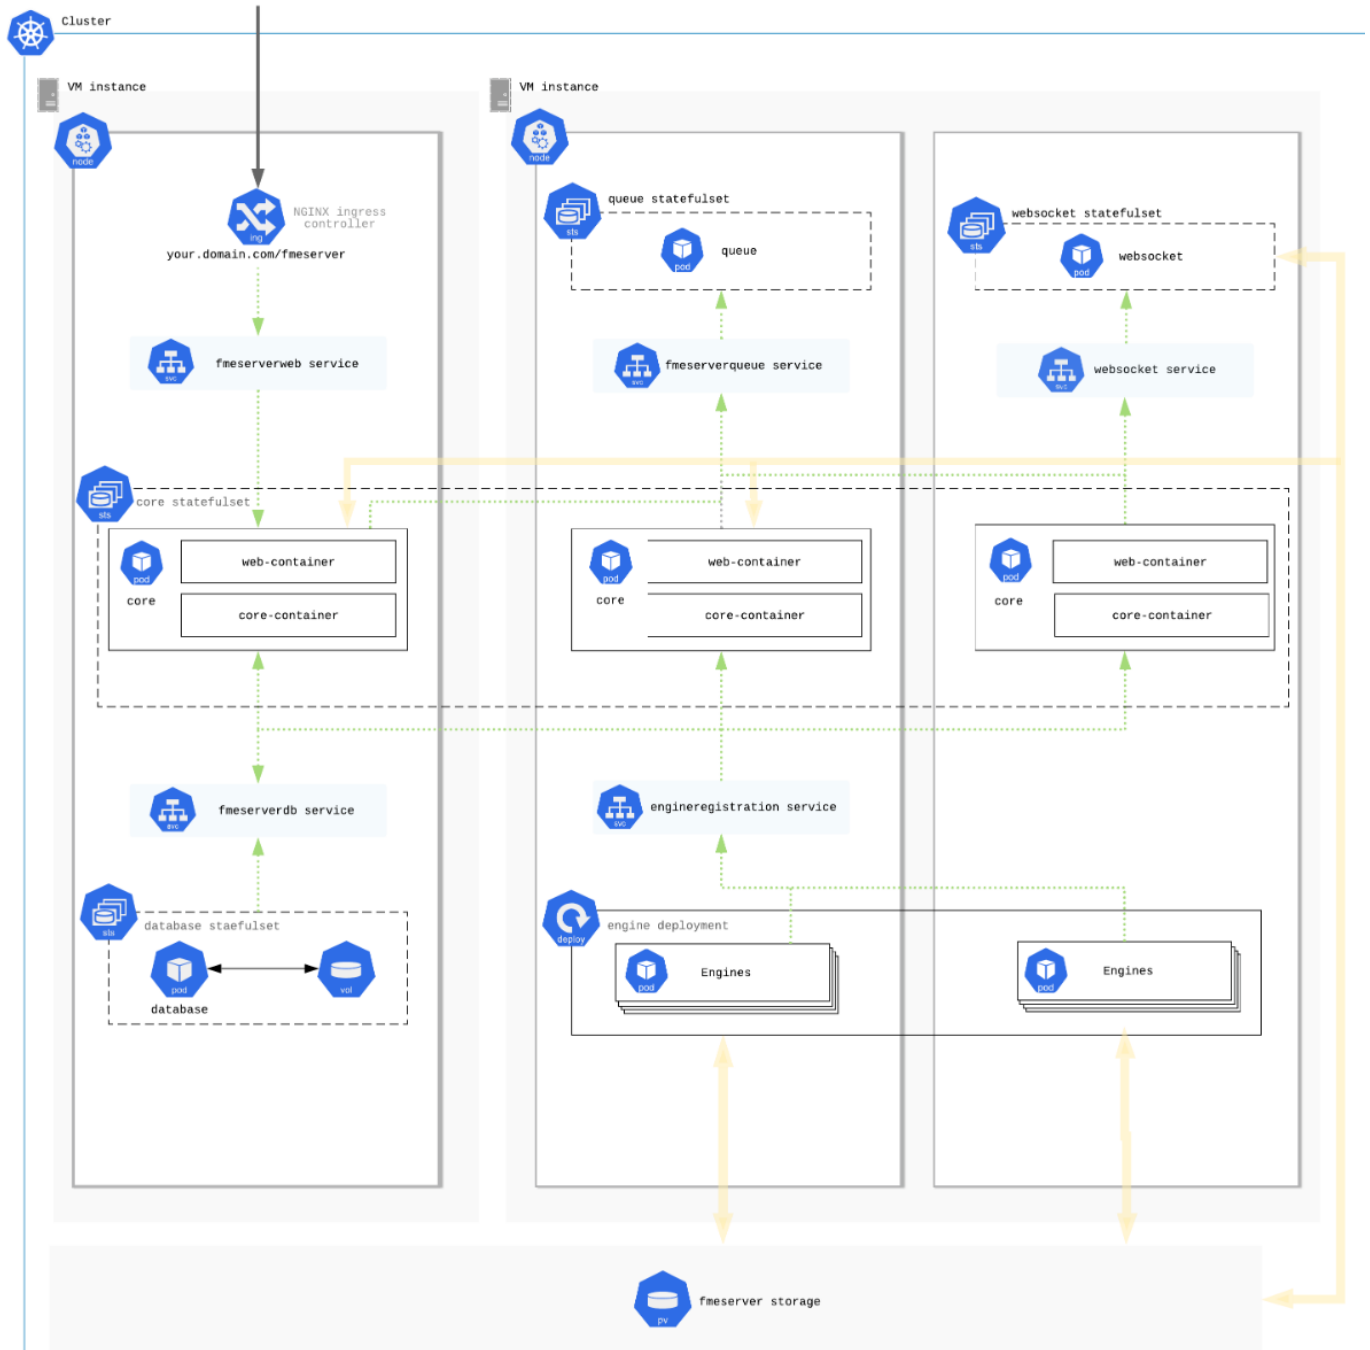 Cluster
VM instance
VM instance
node
node
NGINX ingress
controller
ing
your.domain.com/fmeserver
queue statefulset
sts
pod
queue
websocket statefulset
sts
pod
websocket
svc
fmeserverweb service
svc
fmeserverqueue service
svc
websocket service
sts
core statefulset
pod
core
web-container
core-container
pod
core
web-container
core-container
pod
core
web-container
core-container
svc
fmeserverdb service
svc
engineregistration service
sts
database staefulset
pod
vol
database
deploy
engine deployment
pod
Engines
pod
Engines
pv
fmeserver storage